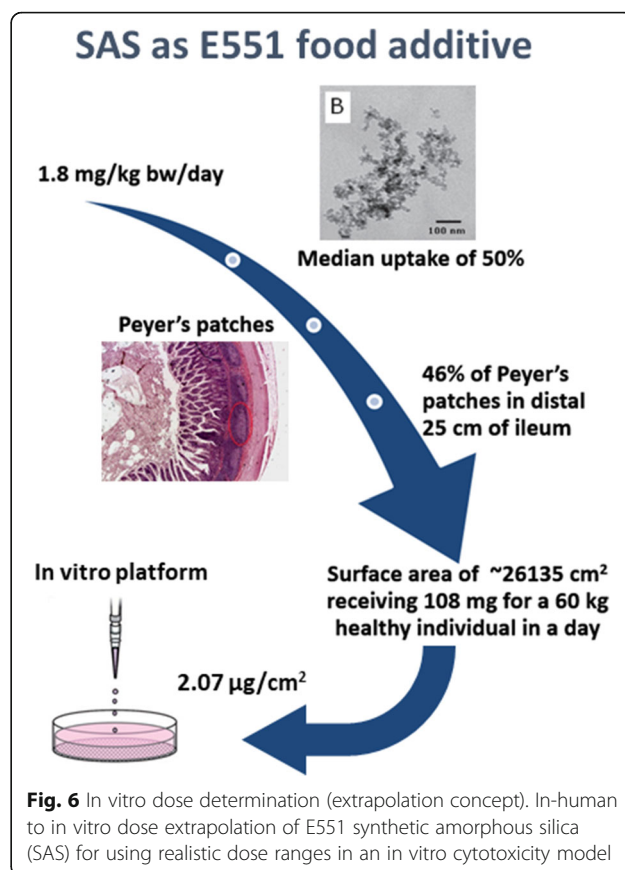 SAS as E551 food additive
B
1.8 mg/kg bw/day
100 nm
Median uptake of 50%
Peyer's patches
46% of Peyer's
patches in distal
25 cm of ileum
In vitro platform
Surface area of ~26135 cm²
receiving 108 mg for a 60 kg
healthy individual in a day
2.07 µg/cm²
Fig. 6 In vitro dose determination (extrapolation concept). In-human
to in vitro dose extrapolation of E551 synthetic amorphous silica
(SAS) for using realistic dose ranges in an in vitro cytotoxicity model